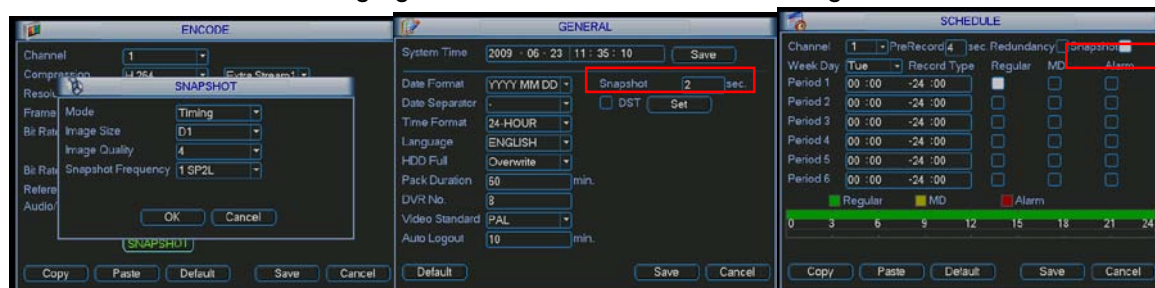 ENCODE
Channel 1
Compression H.264 Extra Stream1
SNAPSHOT
Resolu
Frame Mode Timing
Bit Rate Image Size D1
Image Quality 4
Bit Rate Snapshot Frequency 1 SP2L
Refere
Audio/
OK Cancel
SNAPSHOT
Copy Paste Default Save Cancel
GENERAL
System Time 2009 - 06 - 23 11 : 35 : 10 Save
Date Format YYYY MM DD Snapshot 2 sec.
Date Separator - DST Set
Time Format 24-HOUR
Language ENGLISH
HDD Full Overwrite
Pack Duration 60 min.
DVR No. 8
Video Standard PAL
Auto Logout 10 min.
Default Save Cancel
SCHEDULE
Channel 1 PreRecord 4 sec. Redundancy Snapshot
Week Day Tue Record Type Regular MD Alarm
Period 1 00 :00 -24 :00
Period 2 00 :00 -24 :00
Period 3 00 :00 -24 :00
Period 4 00 :00 -24 :00
Period 5 00 :00 -24 :00
Period 6 00 :00 -24 :00
Regular MD Alarm
0 3 6 9 12 15 18 21 24
Copy Paste Default Save Cancel